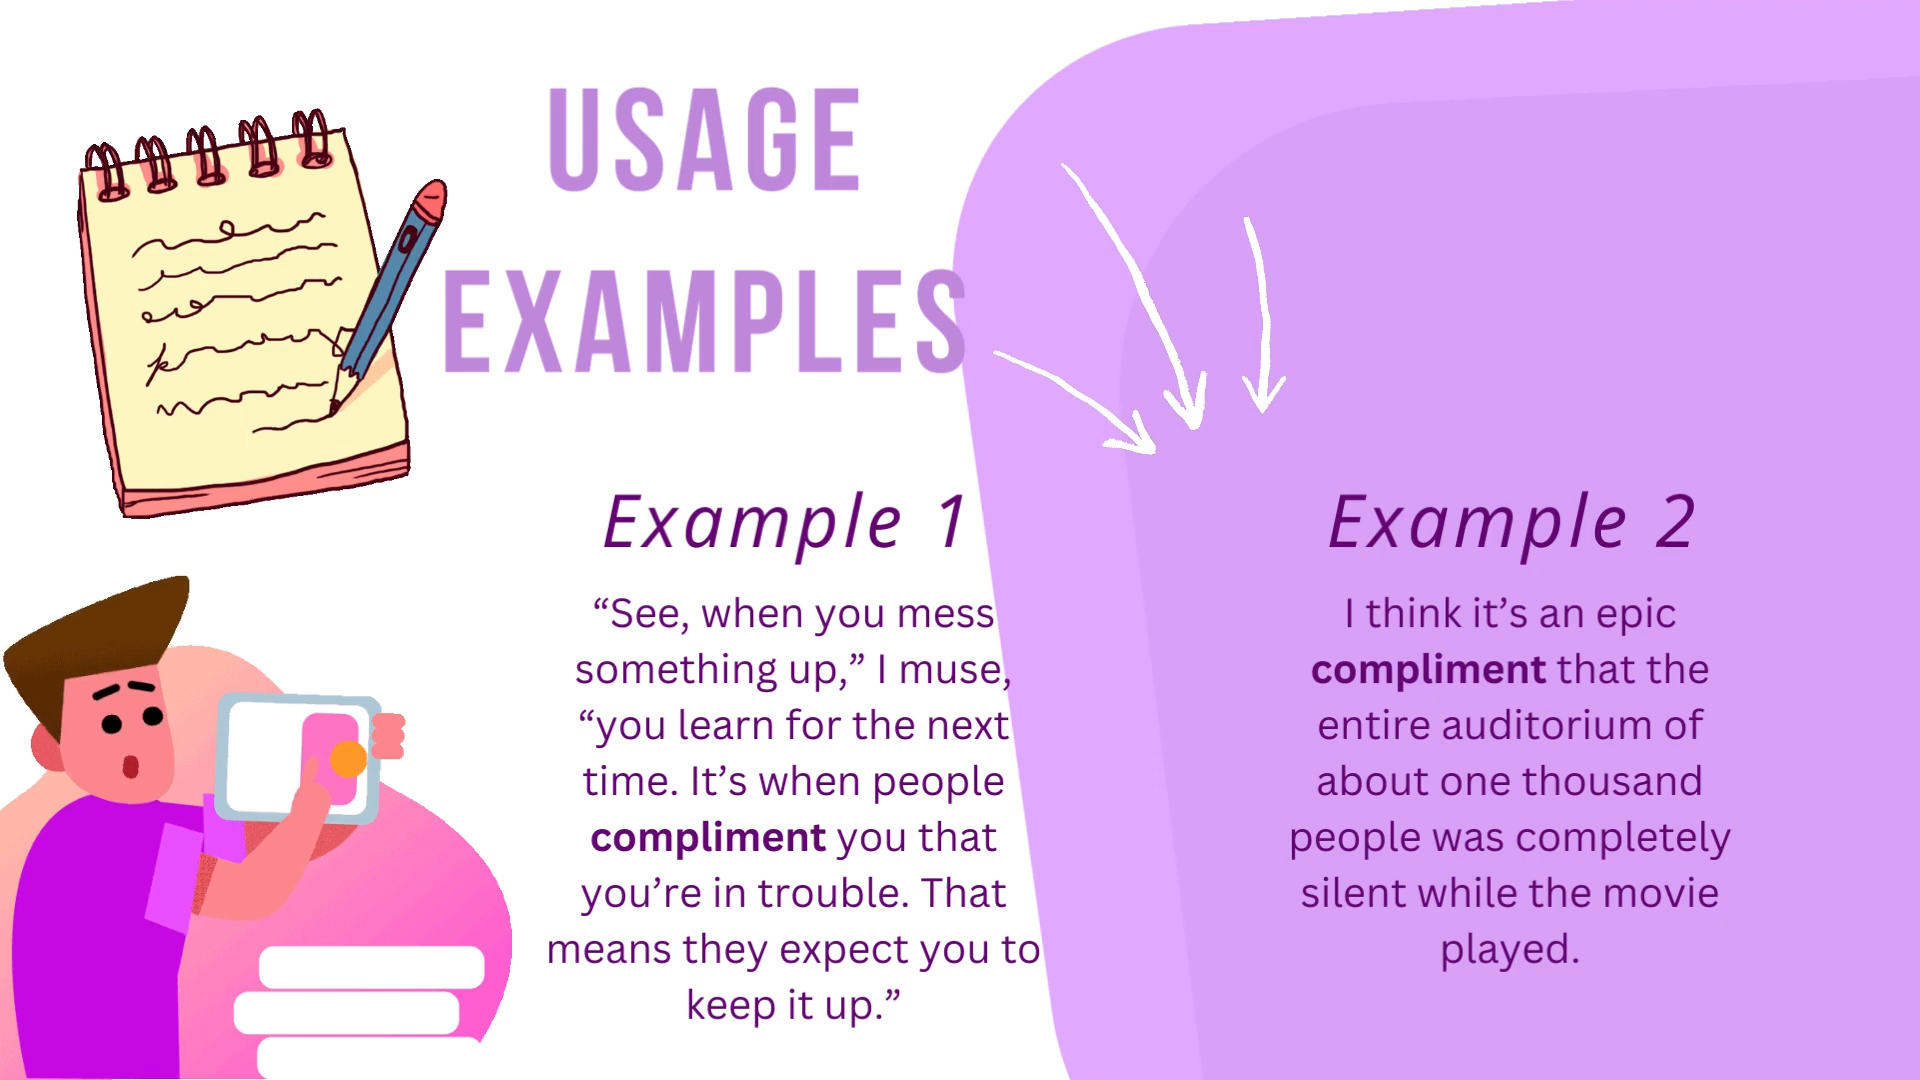 USAGE
EXAMPLES
Example 1
“See, when you mess
something up,” I muse,
“you learn for the next
time. It’s when people
compliment you that
you’re in trouble. That
means they expect you to
keep it up.”
Example 2
I think it’s an epic
compliment that the
entire auditorium of
about one thousand
people was completely
silent while the movie
played.